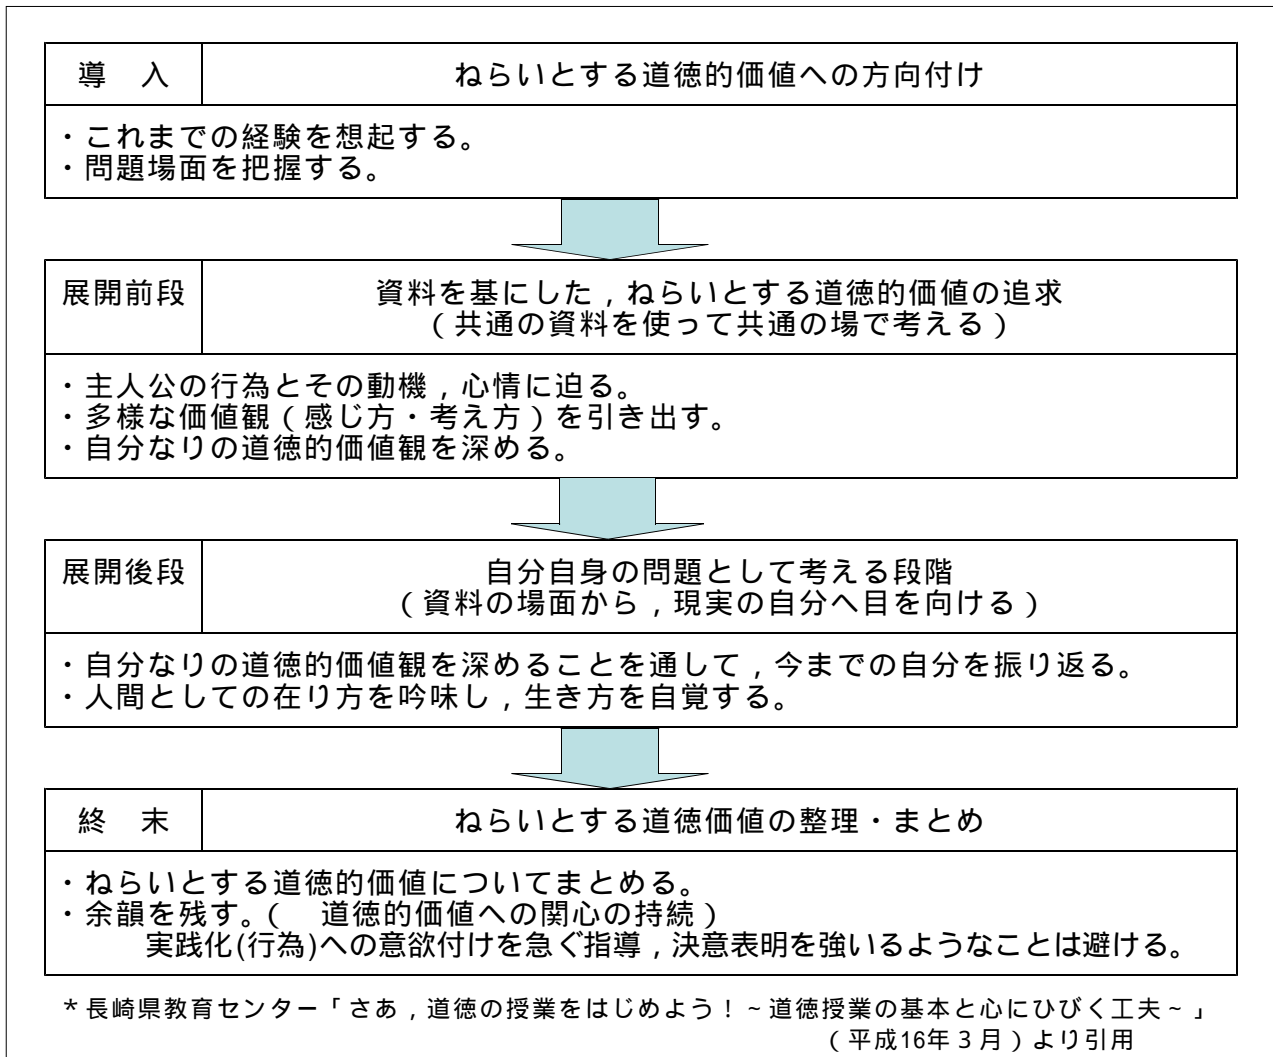 導　入　ねらいとする道徳的価値への方向付け
・これまでの経験を想起する。
・問題場面を把握する。
展開前段　資料を基にした，ねらいとする道徳的価値の追求
（共通の資料を使って共通の場で考える）
・主人公の行為とその動機，心情に迫る。
・多様な価値観（感じ方・考え方）を引き出す。
・自分なりの道徳的価値観を深める。
展開後段　自分自身の問題として考える段階
（資料の場面から，現実の自分へ目を向ける）
・自分なりの道徳的価値観を深めることを通して，今までの自分を振り返る。
・人間としての在り方を吟味し，生き方を自覚する。
終　末　ねらいとする道徳価値の整理・まとめ
・ねらいとする道徳的価値についてまとめる。
・余韻を残す。（　道徳的価値への関心の持続）
実践化(行為)への意欲付けを急ぐ指導，決意表明を強いるようなことは避ける。
＊長崎県教育センター「さあ，道徳の授業をはじめよう！～道徳授業の基本と心にひびく工夫～」
（平成16年３月）より引用